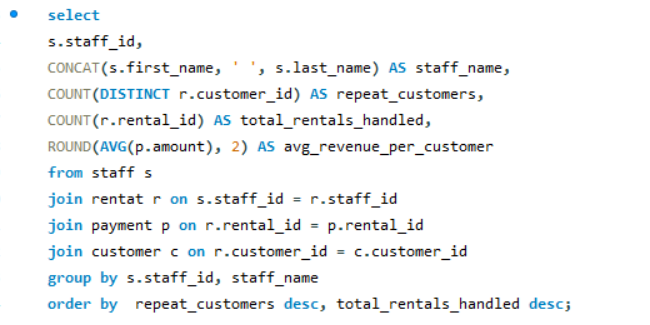 select
s.staff_id,
CONCAT(s.first_name, ' ', s.last_name) AS staff_name,
COUNT(DISTINCT r.customer_id) AS repeat_customers,
COUNT(r.rental_id) AS total_rentals_handled,
ROUND(AVG(p.amount), 2) AS avg_revenue_per_customer
from staff s
join rentat r on s.staff_id = r.staff_id
join payment p on r.rental_id = p.rental_id
join customer c on r.customer_id = c.customer_id
group by s.staff_id, staff_name
order by  repeat_customers desc, total_rentals_handled desc;